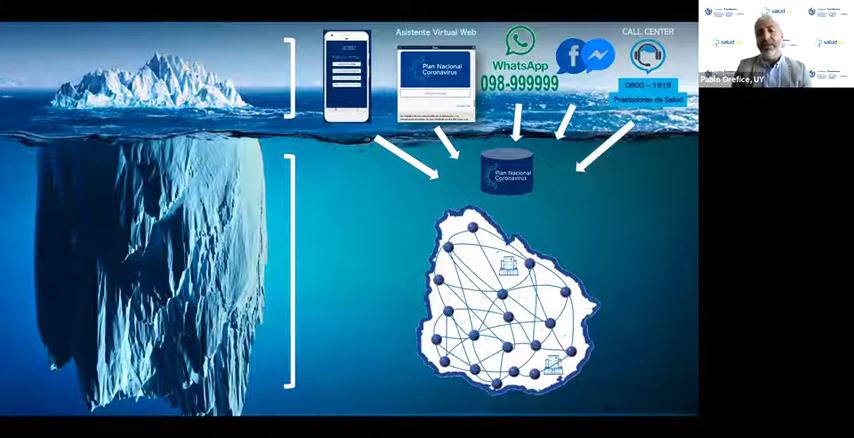 Asistente Virtual Web
Plan Nacional
Coronavirus
WhatsApp
098-999999
CALL CENTER
0800 – 1919
Prestadores de Salud
Plan Nacional
Coronavirus
salud
salud
Pablo Orefice, UY